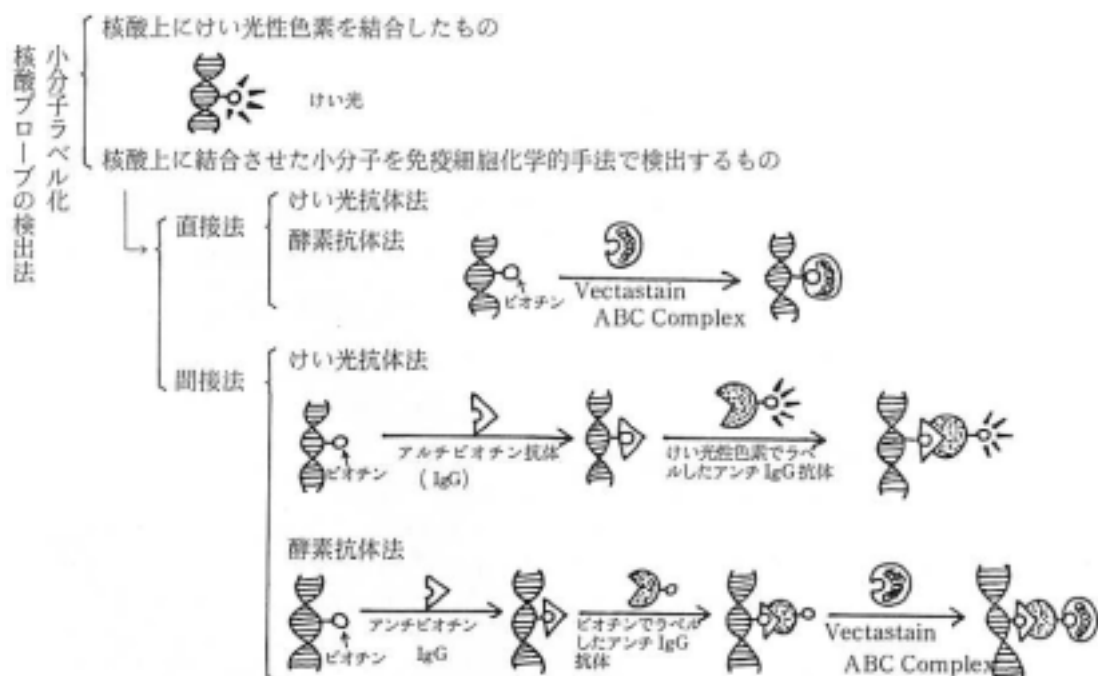 小分子ラベル化
核酸プローブの検出法
核酸上にけい光性色素を結合したもの
けい光
核酸上に結合させた小分子を免疫細胞化学的手法で検出するもの
直接法
けい光抗体法
酵素抗体法
ビオチン
Vectastain
ABC Complex
間接法
けい光抗体法
ビオチン
アルチビオチン抗体
( IgG)
けい光性色素でラベ
ルしたアンチ IgG 抗体
酵素抗体法
ビオチン
アンチビオチン
IgG
ビオチンでラベル
したアンチ IgG
抗体
Vectastain
ABC Complex